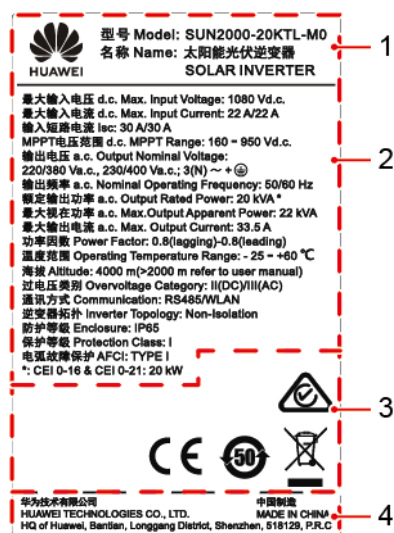 型号 Model: SUN2000-20KTL-M0
名称 Name: 太阳能光伏逆变器
SOLAR INVERTER
HUAWEI
1
最大输入电压 d.c. Max. Input Voltage: 1080 Vd.c.
最大输入电流 d.c. Max. Input Current: 22 A/22 A
输入短路电流 Isc: 30 A/30 A
MPPT电压范围 d.c. MPPT Range: 160 - 950 Vd.c.
输出电压 a.c. Output Nominal Voltage:
220/380 Va.c., 230/400 Va.c.; 3(N) ~ +
输出频率 a.c. Nominal Operating Frequency: 50/60 Hz
额定输出功率 a.c. Output Rated Power: 20 kVA *
最大视在功率 a.c. Max.Output Apparent Power: 22 kVA
最大输出电流 a.c. Max. Output Current: 33.5 A
功率因数 Power Factor: 0.8(lagging)-0.8(leading)
温度范围 Operating Temperature Range: - 25 ~ +60 ℃
海拔 Altitude: 4000 m(>2000 m refer to user manual)
过电压类别 Overvoltage Category: II(DC)/III(AC)
通讯方式 Communication: RS485/WLAN
逆变器拓扑 Inverter Topology: Non-Isolation
防护等级 Enclosure: IP65
保护等级 Protection Class: I
电弧故障保护 AFCI: TYPE I
*: CEI 0-16 & CEI 0-21: 20 kW
2
CE
50
3
华为技术有限公司 中国制造
HUAWEI TECHNOLOGIES CO., LTD. MADE IN CHINA
HQ of Huawei, Bantian, Longgang District, Shenzhen, 518129, P.R.C
4